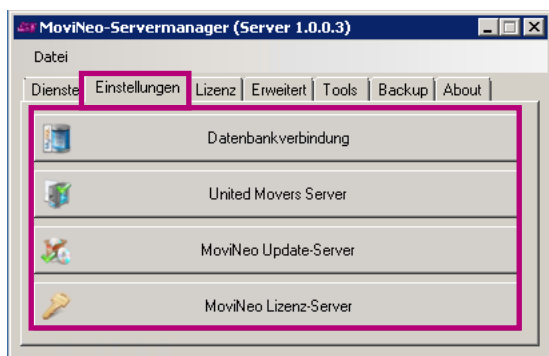 MoviNeo-Servermanager (Server 1.0.0.3)
Datei
Dienste Einstellungen Lizenz Erweitert Tools Backup About
Datenbankverbindung
United Movers Server
MoviNeo Update-Server
MoviNeo Lizenz-Server